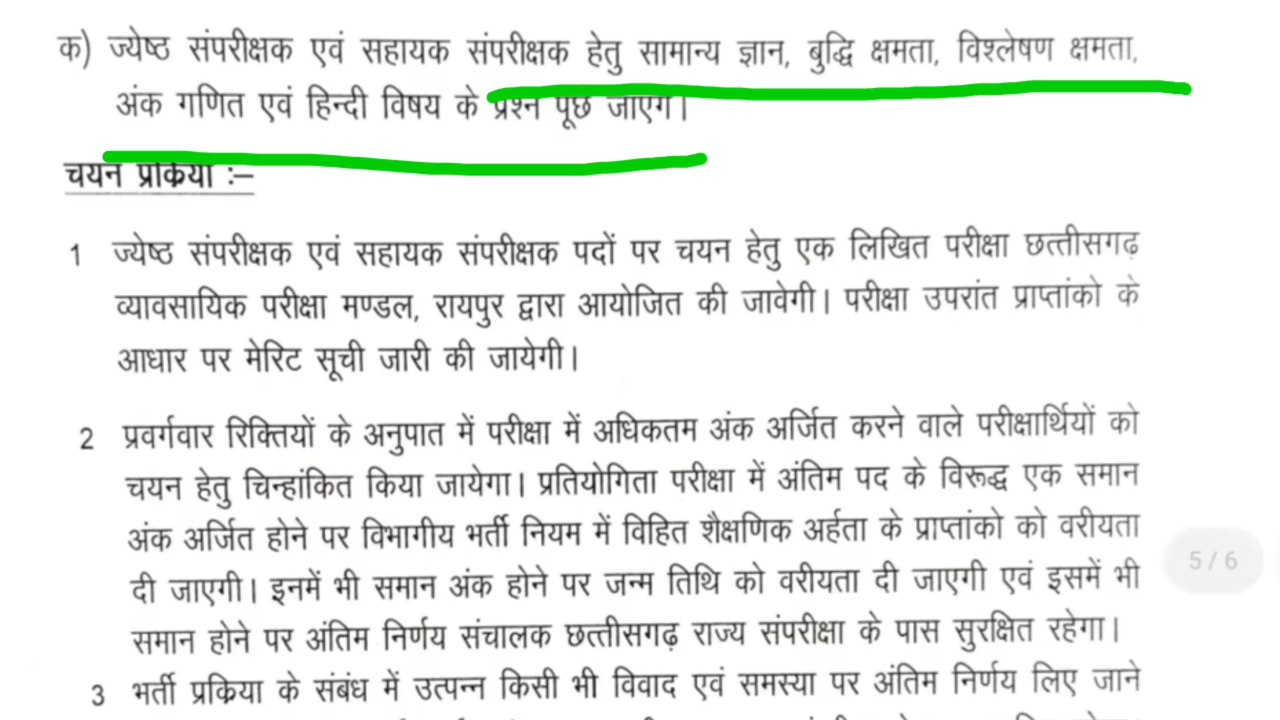 क) ज्येष्ठ संपरीक्षक एवं सहायक संपरीक्षक हेतु सामान्य ज्ञान, बुद्धि क्षमता, विश्लेषण क्षमता,
अंक गणित एवं हिन्दी विषय के प्रश्न पूछे जाएंगे।
चयन प्रकिया :–
1 ज्येष्ठ संपरीक्षक एवं सहायक संपरीक्षक पदों पर चयन हेतु एक लिखित परीक्षा छत्तीसगढ़
व्यावसायिक परीक्षा मण्डल, रायपुर द्वारा आयोजित की जावेगी। परीक्षा उपरांत प्राप्तांको के
आधार पर मेरिट सूची जारी की जायेगी।
2 प्रवर्गवार रिक्तियों के अनुपात में परीक्षा में अधिकतम अंक अर्जित करने वाले परीक्षार्थियों को
चयन हेतु चिन्हांकित किया जायेगा। प्रतियोगिता परीक्षा में अंतिम पद के विरूद्ध एक समान
अंक अर्जित होने पर विभागीय भर्ती नियम में विहित शैक्षणिक अर्हता के प्राप्तांको को वरीयता
दी जाएगी। इनमें भी समान अंक होने पर जन्म तिथि को वरीयता दी जाएगी एवं इसमें भी
समान होने पर अंतिम निर्णय संचालक छत्तीसगढ़ राज्य संपरीक्षा के पास सुरक्षित रहेगा।
5 / 6
3 भर्ती प्रकिया के संबंध में उत्पन्न किसी भी विवाद एवं समस्या पर अंतिम निर्णय लिए जाने